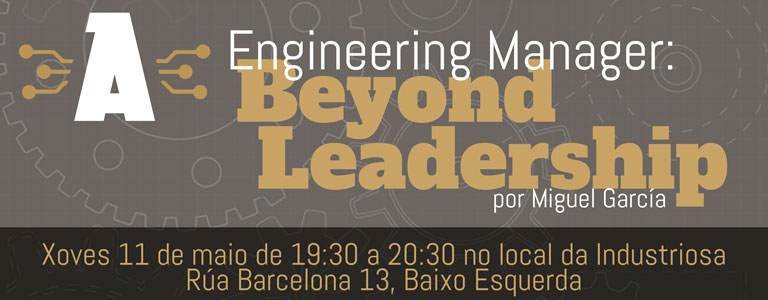 A
Engineering Manager:
Beyond
Leadership
por Miguel García
Xoves 11 de maio de 19:30 a 20:30 no local da Industriosa
Rúa Barcelona 13, Baixo Esquerda